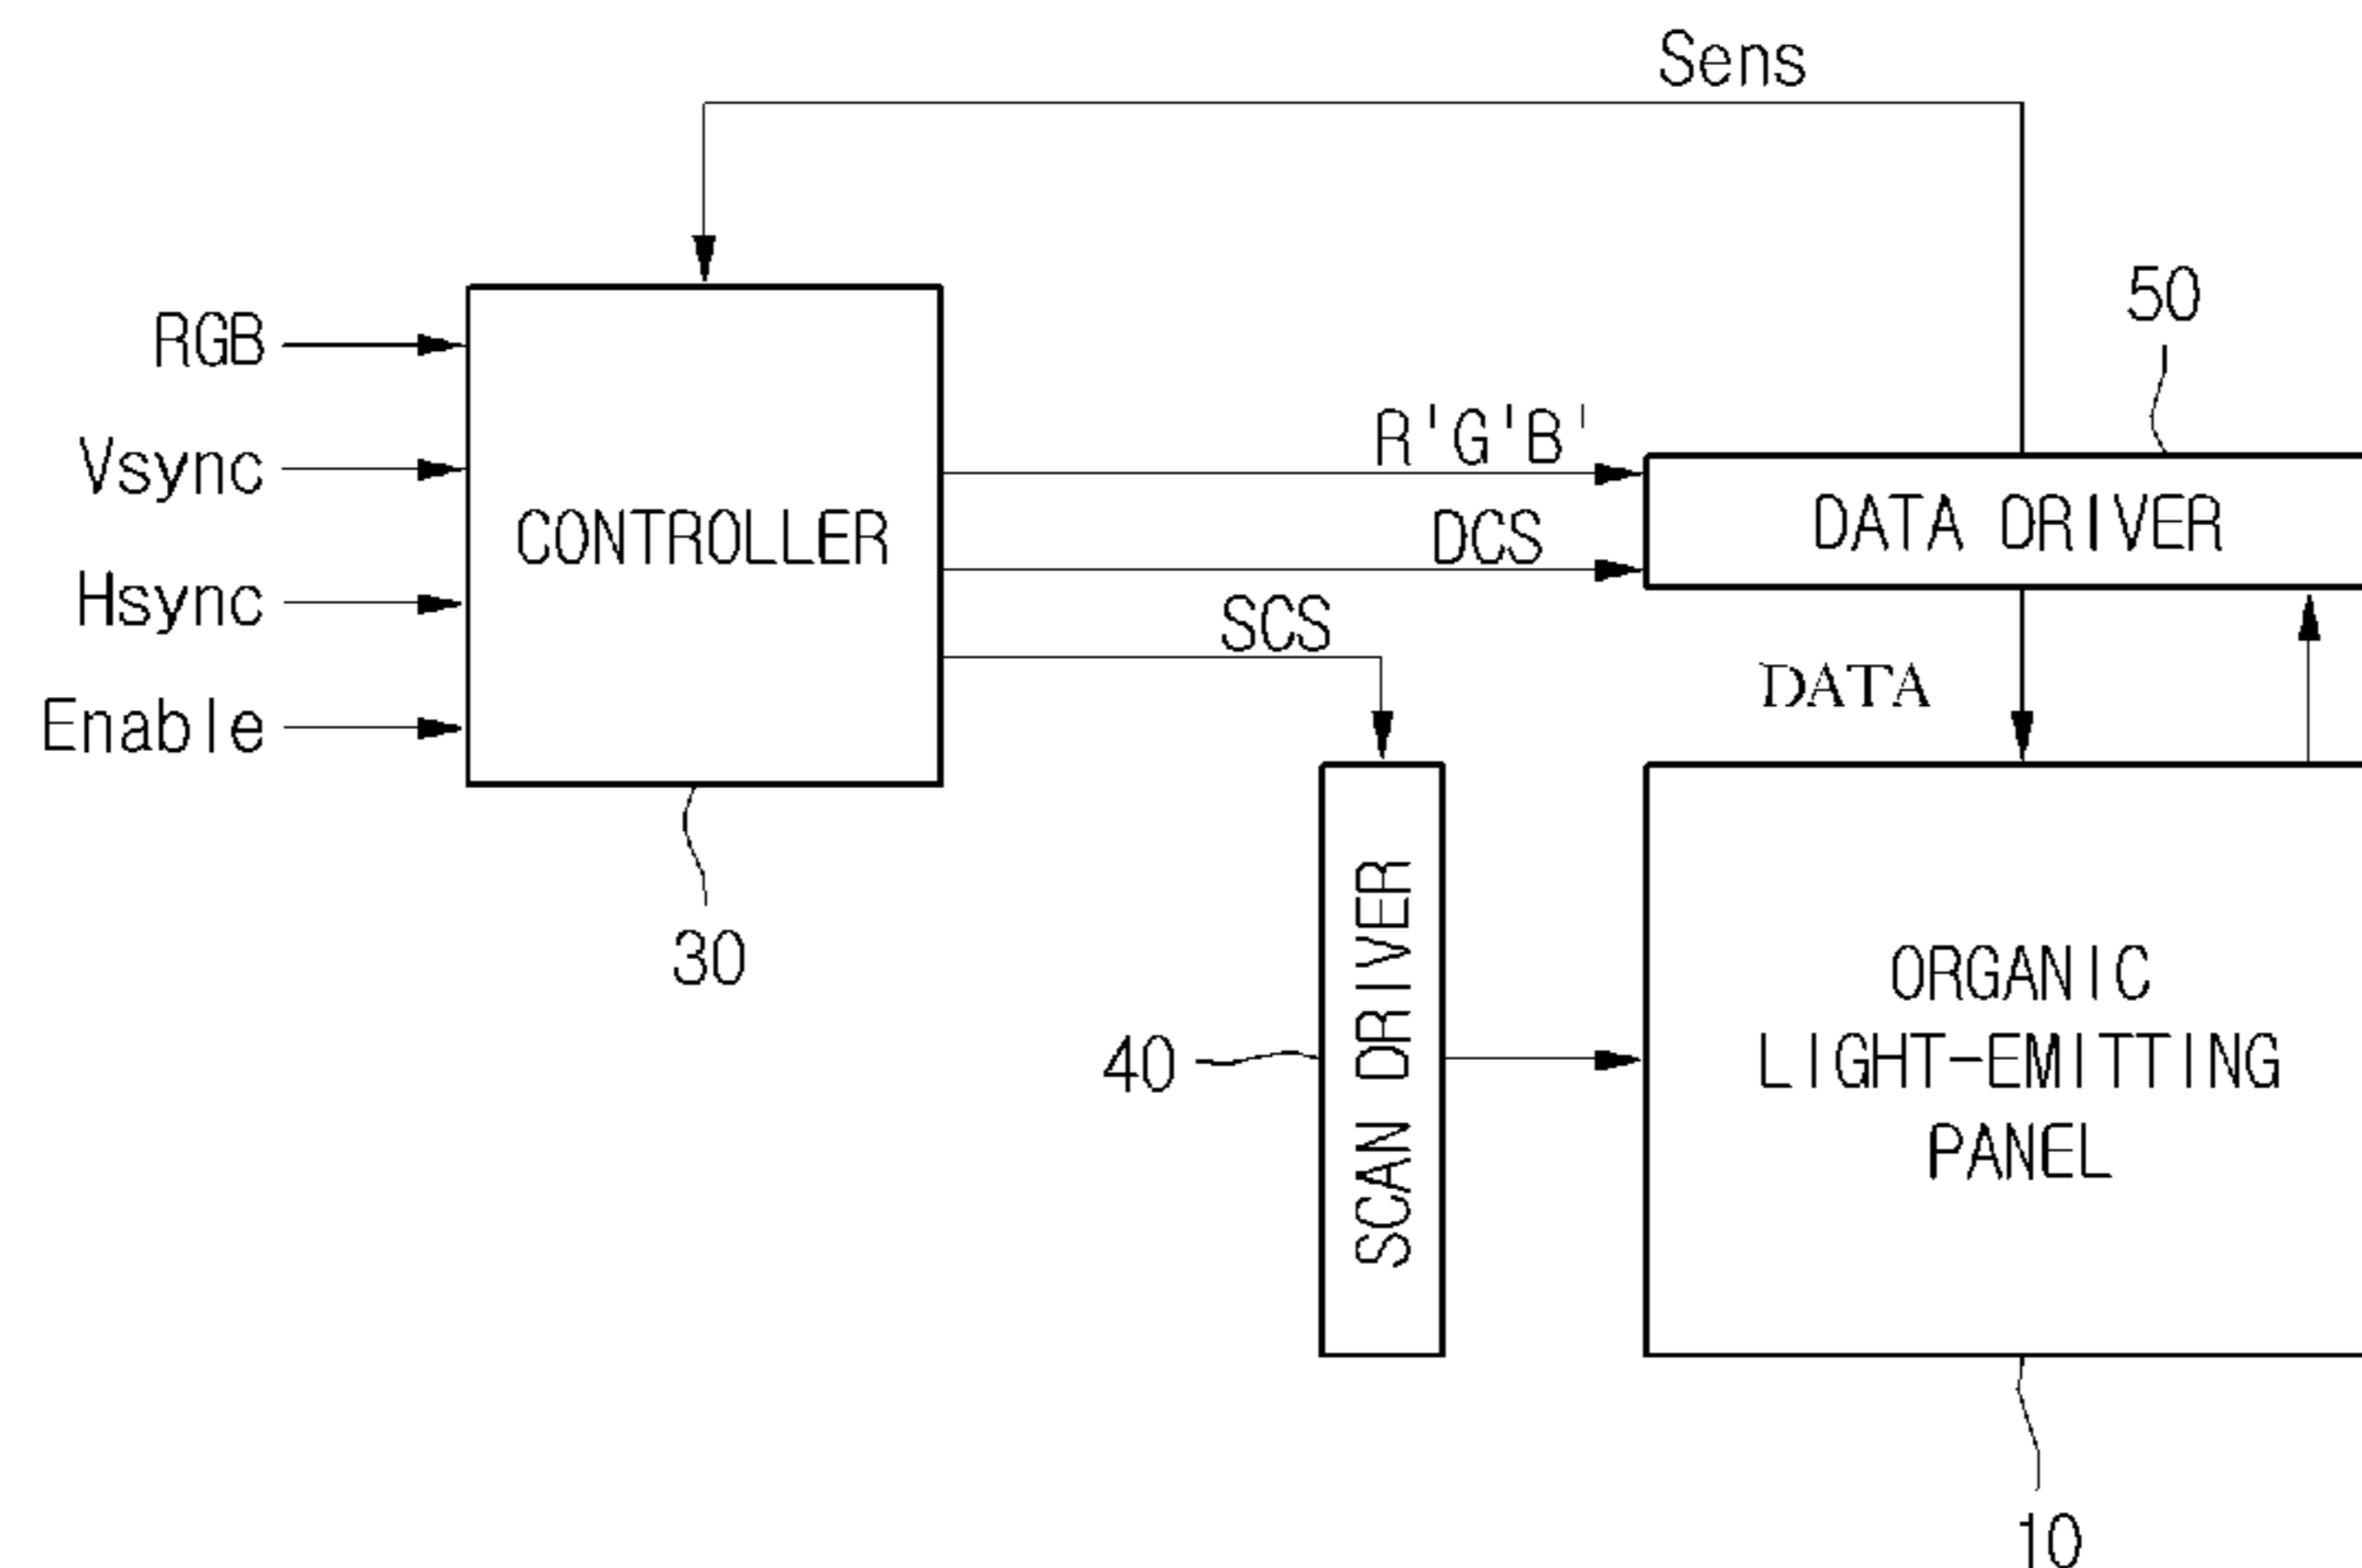 Sens
50
RGB
R'G'B'
Vsync
DATA DRIVER
CONTROLLER
DCS
Hsync
SCS
DATA
Enable
30
SCAN DRIVER
ORGANIC
LIGHT-EMITTING
PANEL
40
10